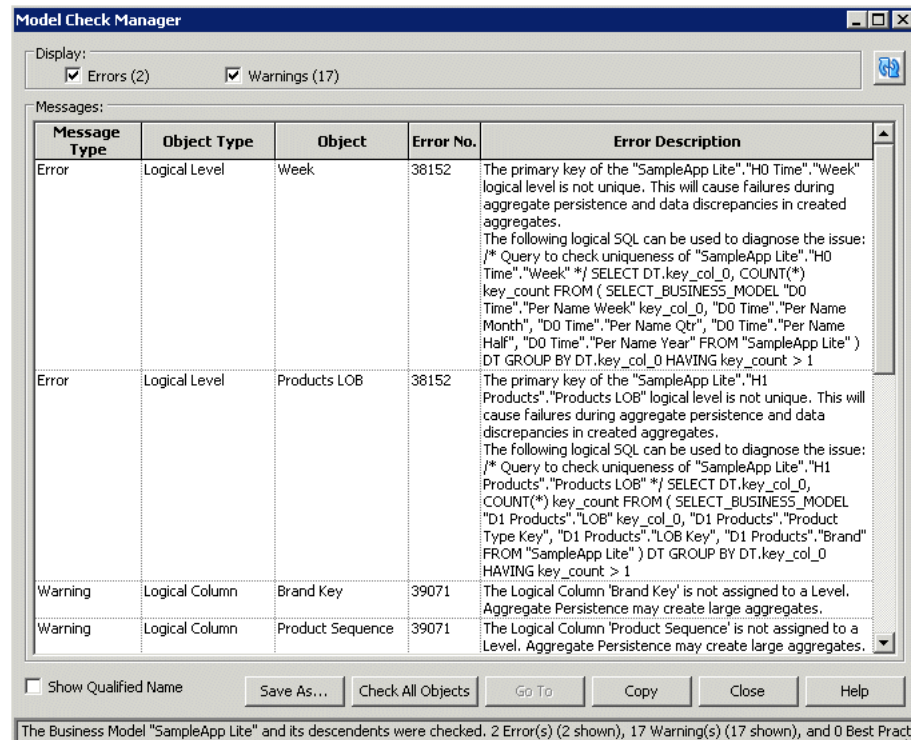 Model Check Manager
Display:
Errors (2)
Warnings (17)
Messages:
Message Type
Object Type
Object
Error No.
Error Description
Error
Logical Level
Week
38152
The primary key of the "SampleApp Lite"."H0 Time"."Week"
logical level is not unique. This will cause failures during
aggregate persistence and data discrepancies in created
aggregates.
The following logical SQL can be used to diagnose the issue:
/* Query to check uniqueness of "SampleApp Lite"."H0
Time"."Week" */ SELECT DT.key_col_0, COUNT(*)
key_count FROM ( SELECT_BUSINESS_MODEL "D0
Time"."Per Name Week" key_col_0, "D0 Time"."Per Name
Month", "D0 Time"."Per Name Qtr", "D0 Time"."Per Name
Half", "D0 Time"."Per Name Year" FROM "SampleApp Lite" )
DT GROUP BY DT.key_col_0 HAVING key_count > 1
Error
Logical Level
Products LOB
38152
The primary key of the "SampleApp Lite"."H1
Products"."Products LOB" logical level is not unique. This will
cause failures during aggregate persistence and data
discrepancies in created aggregates.
The following logical SQL can be used to diagnose the issue:
/* Query to check uniqueness of "SampleApp Lite"."H1
Products"."Products LOB" */ SELECT DT.key_col_0,
COUNT(*) key_count FROM ( SELECT_BUSINESS_MODEL
"D1 Products"."LOB" key_col_0, "D1 Products"."Product
Type Key", "D1 Products"."LOB Key", "D1 Products"."Brand"
FROM "SampleApp Lite" ) DT GROUP BY DT.key_col_0
HAVING key_count > 1
Warning
Logical Column
Brand Key
39071
The Logical Column 'Brand Key' is not assigned to a Level.
Aggregate Persistence may create large aggregates.
Warning
Logical Column
Product Sequence
39071
The Logical Column 'Product Sequence' is not assigned to a
Level. Aggregate Persistence may create large aggregates.
Show Qualified Name
Save As...
Check All Objects
Go To
Copy
Close
Help
The Business Model "SampleApp Lite" and its descendents were checked. 2 Error(s) (2 shown), 17 Warning(s) (17 shown), and 0 Best Pract